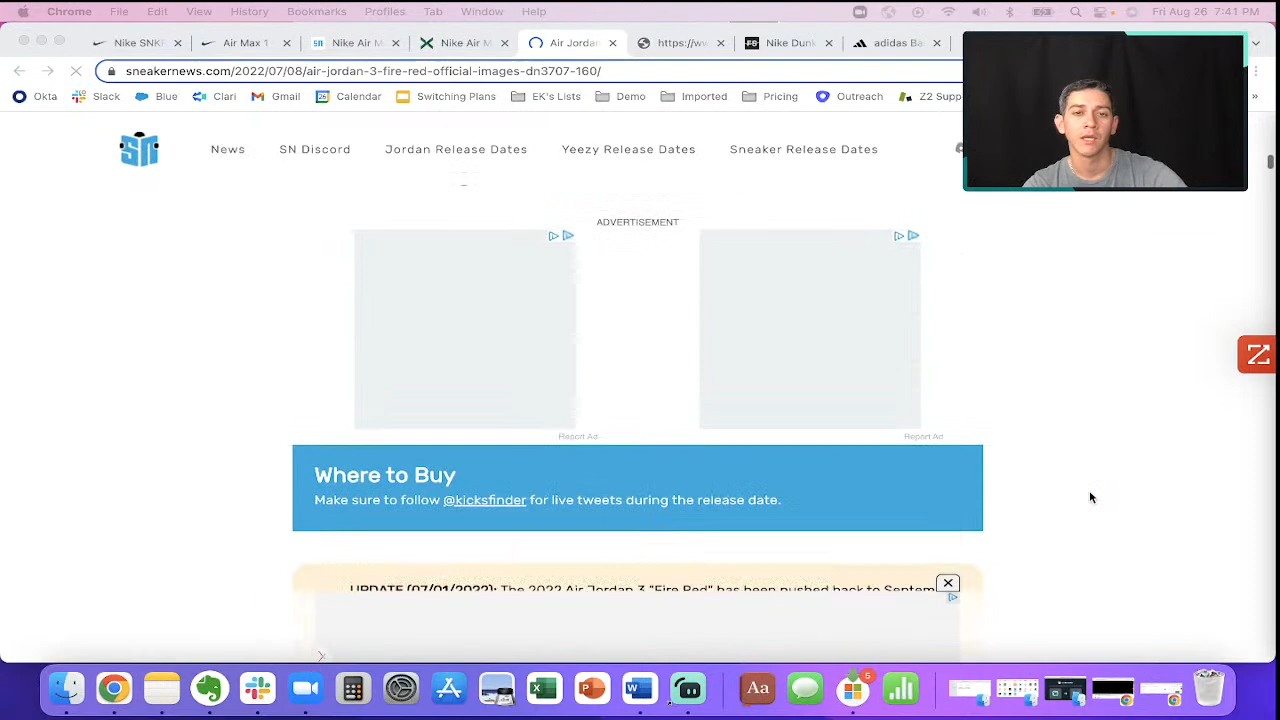 Chrome File Edit View History Bookmarks Profiles Tab Window Help Fri Aug 26 7:41 PM
Nike SNKR Air Max 1 Nike Air M Nike Air M Air Jordan https://ww Nike Dunk adidas Ba
sneakernews.com/2022/07/08/air-jordan-3-fire-red-official-images-dn3707-160/
Okta Slack Blue Clari Gmail Calendar Switching Plans EK's Lists Demo Imported Pricing Outreach Z2 Supp »
SN News SN Discord Jordan Release Dates Yeezy Release Dates Sneaker Release Dates
ADVERTISEMENT
Report Ad Report Ad
Where to Buy
Make sure to follow @kicksfinder for live tweets during the release date.
UPDATE (07/01/2022): The 2022 Air Jordan 3 "Fire Red" has been pushed back to Septem
Aa 5